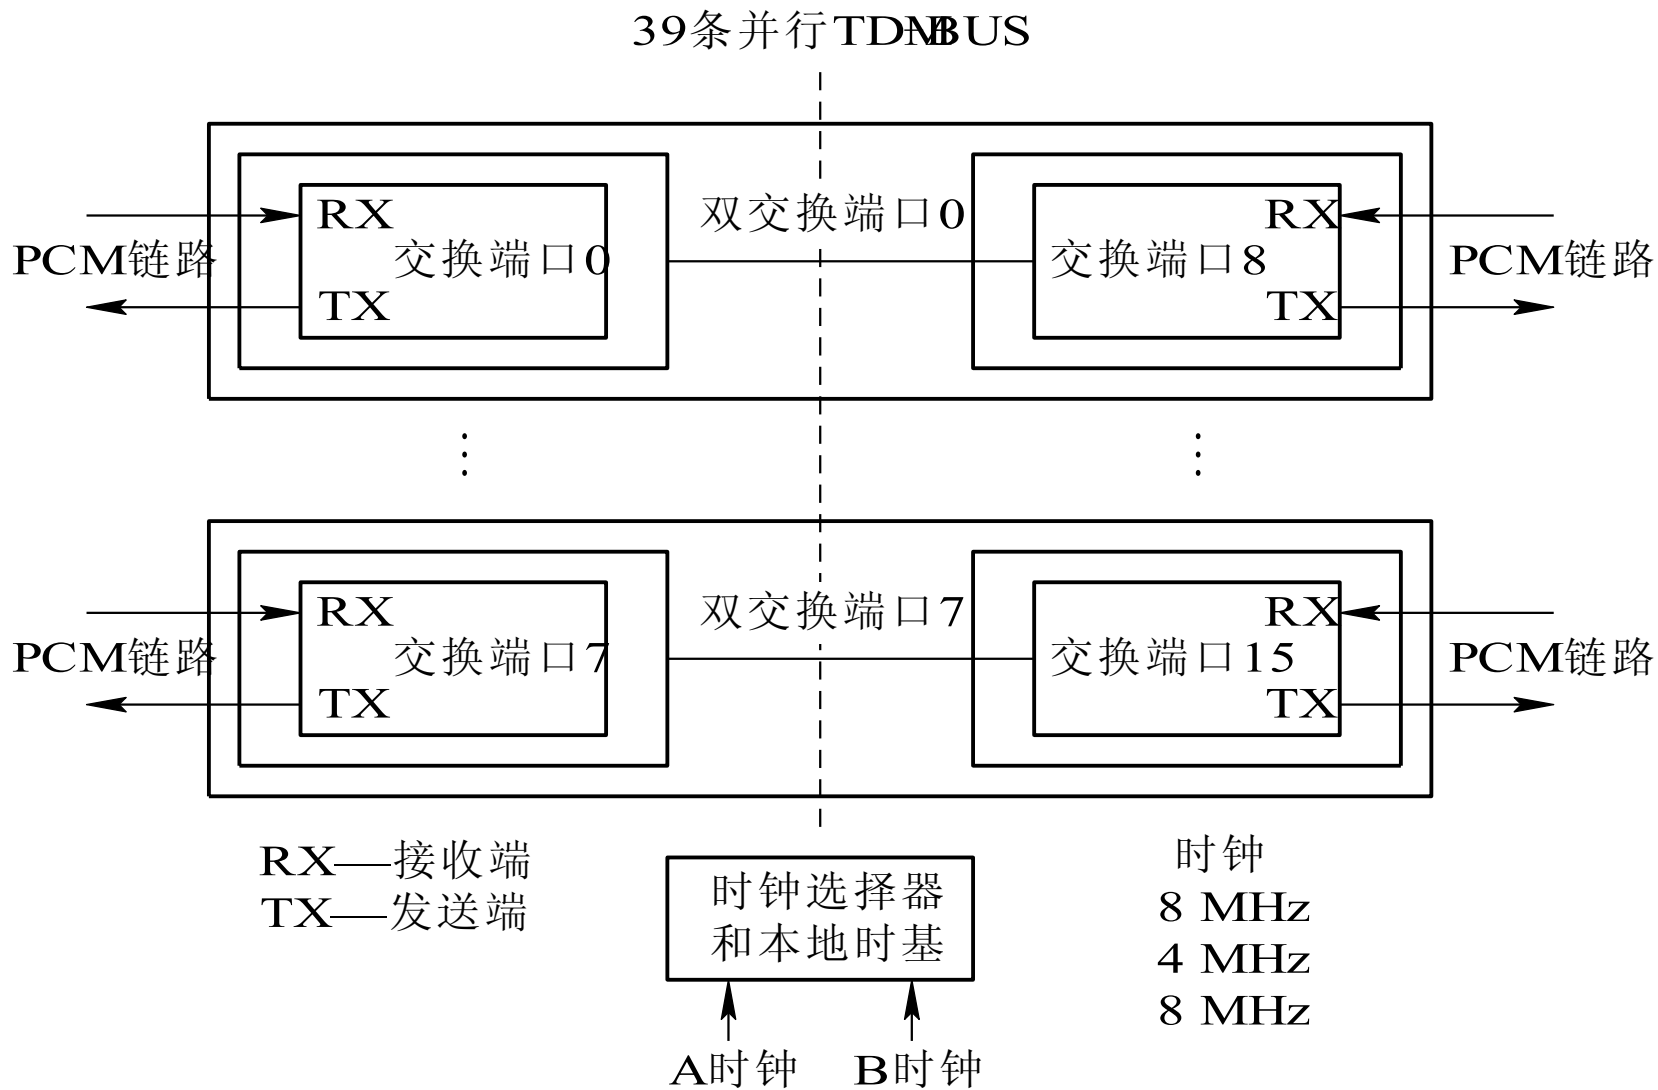 39条并行TDM-BUS
RX
双交换端口0
RX
PCM链路
交换端口0
交换端口8
PCM链路
TX
TX
RX
双交换端口7
RX
PCM链路
交换端口7
交换端口15
PCM链路
TX
TX
RX——接收端
TX——发送端
时钟选择器
和本地时基
时钟
8 MHz
4 MHz
8 MHz
A时钟
B时钟